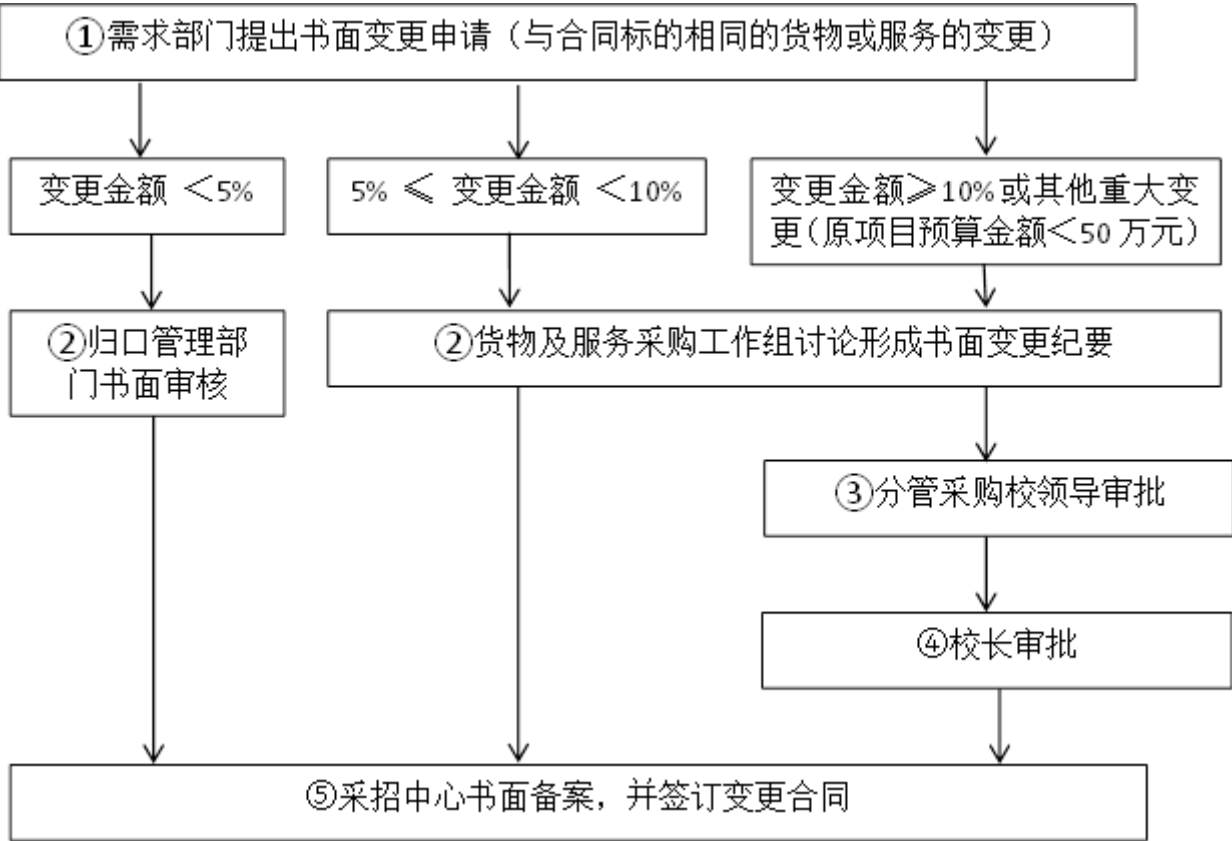 ①需求部门提出书面变更申请（与合同标的相同的货物或服务的变更）
变更金额 ＜5%
5% ≤ 变更金额 ＜10%
变更金额≥10%或其他重大变
更（原项目预算金额＜50 万元）
②归口管理部
门书面审核
②货物及服务采购工作组讨论形成书面变更纪要
③分管采购校领导审批
④校长审批
⑤采招中心书面备案，并签订变更合同